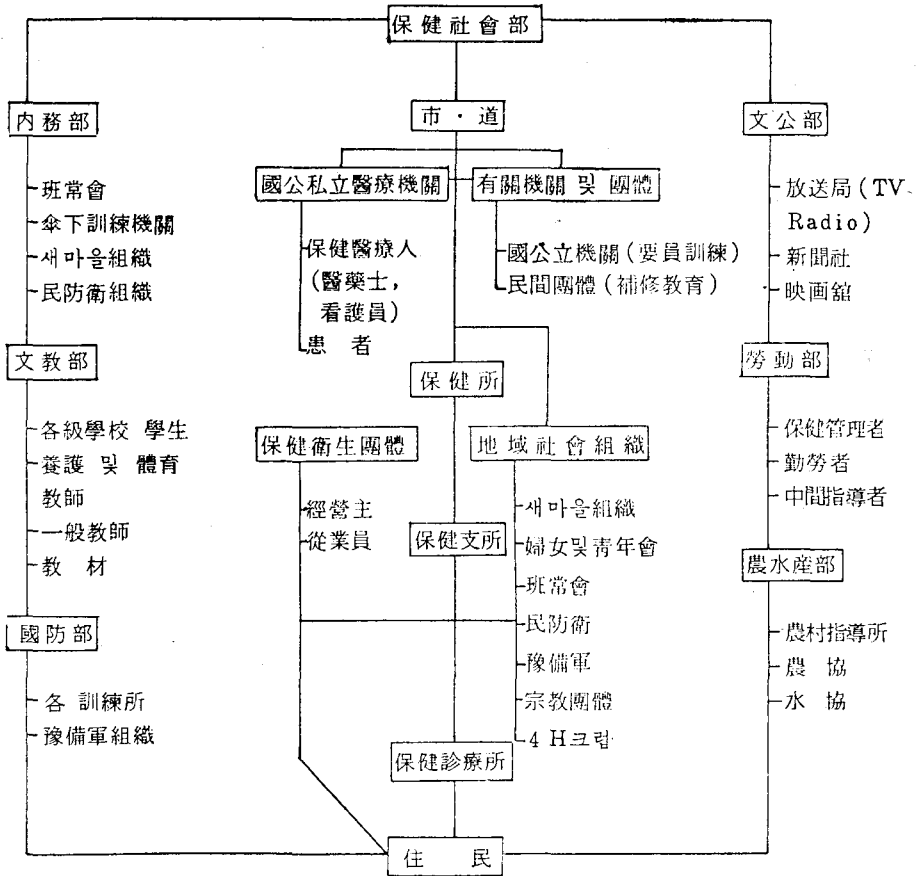 保健社會部
內務部
班常會
傘下訓練機關
새마을組織
民防衛組織
文敎部
各級學校 學生
養護 및 體育
敎師
一般敎師
敎 材
國防部
各 訓練所
豫備軍組織
市・道
國公私立醫療機關
保健醫療人
(醫藥士,
看護員)
患 者
有關機關 및 團體
國公立機關(要員訓練)
民間團體(補修敎育)
保健所
保健衛生團體
經營主
從業員
地域社會組織
새마을組織
婦女및靑年會
班常會
民防衛
豫備軍
宗敎團體
4 H크럽
保健支所
保健診療所
文公部
放送局(TV、
Radio)
新聞社
映画舘
勞動部
保健管理者
勤勞者
中間指導者
農水産部
農村指導所
農 協
水 協
住 民